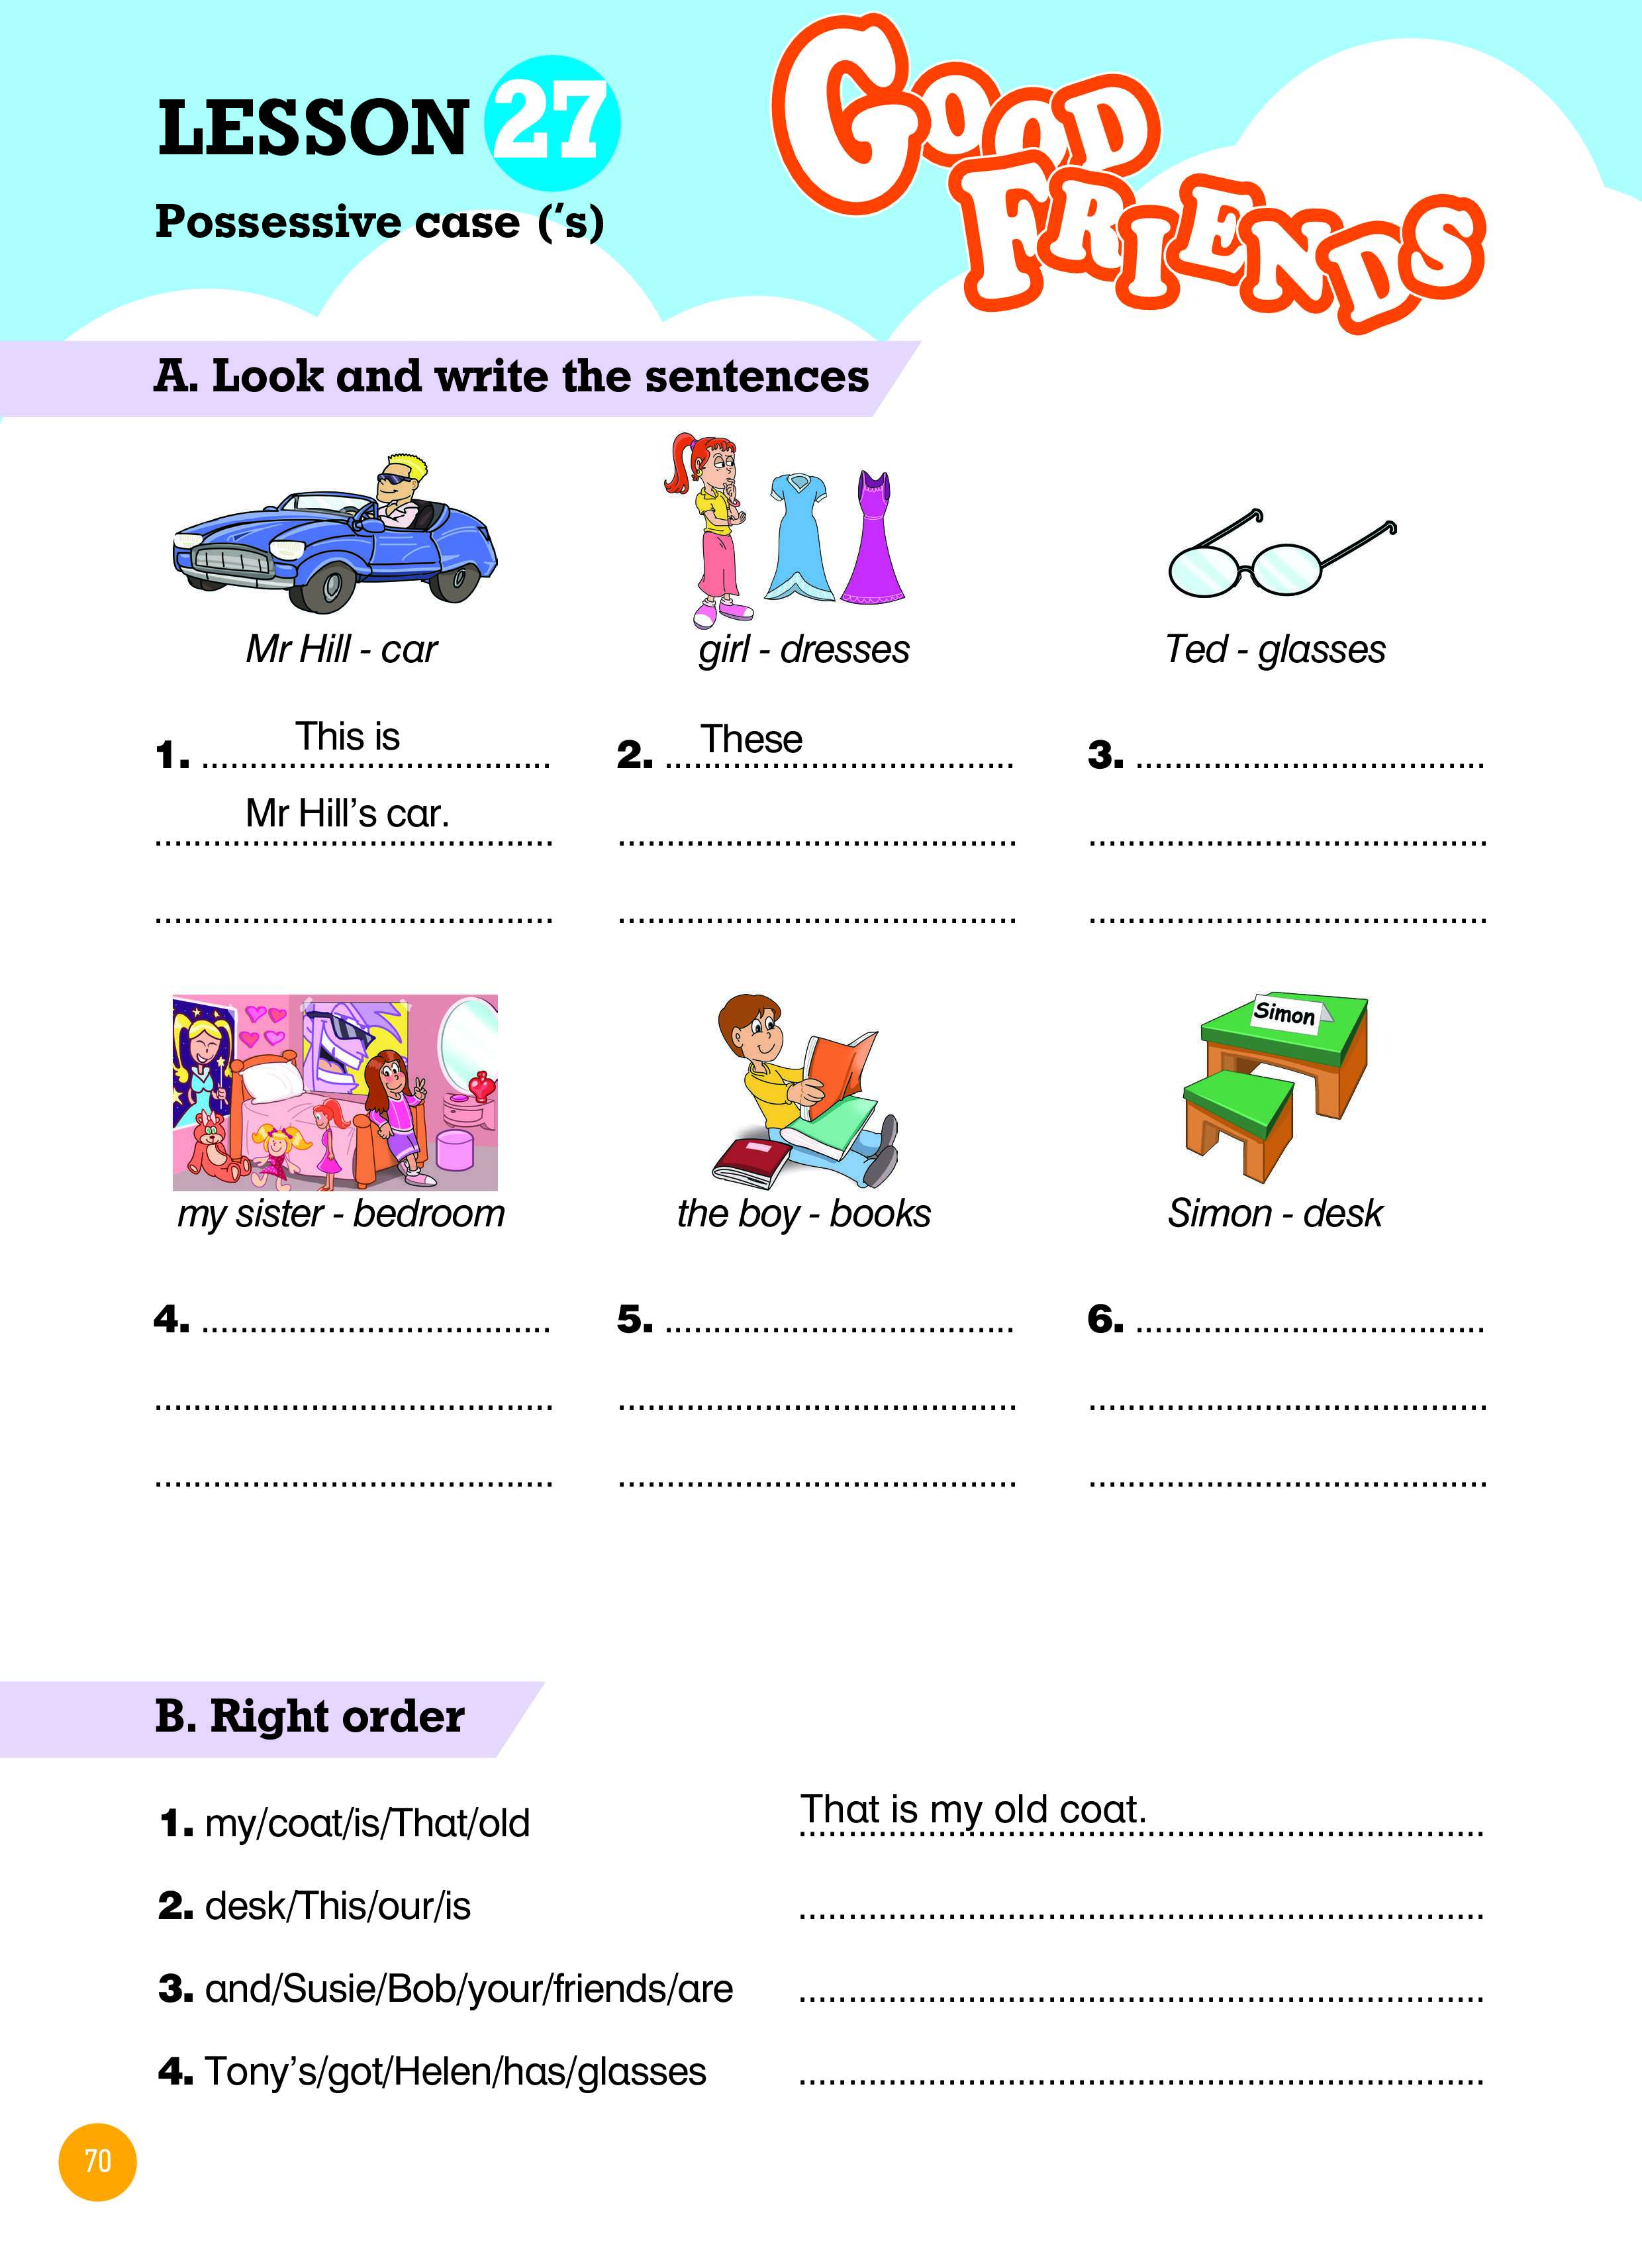 LESSON 27
Possessive case ('s)
GOOD
FRIENDS
A. Look and write the sentences
Mr Hill - car
girl - dresses
Ted - glasses
1. This is
Mr Hill's car.
2. These
3.
Simon
my sister - bedroom
the boy - books
Simon - desk
4.
5.
6.
B. Right order
1. my/coat/is/That/old
That is my old coat.
2. desk/This/our/is
3. and/Susie/Bob/your/friends/are
4. Tony's/got/Helen/has/glasses
70